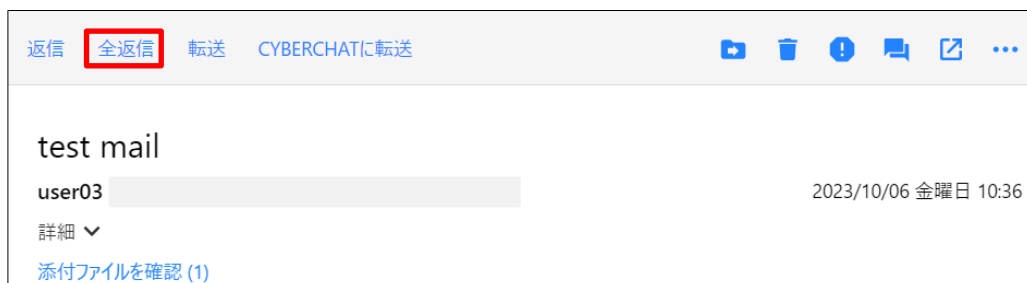 返信 全返信 転送 CYBERCHATに転送
test mail
user03 2023/10/06 金曜日 10:36
詳細
添付ファイルを確認 (1)